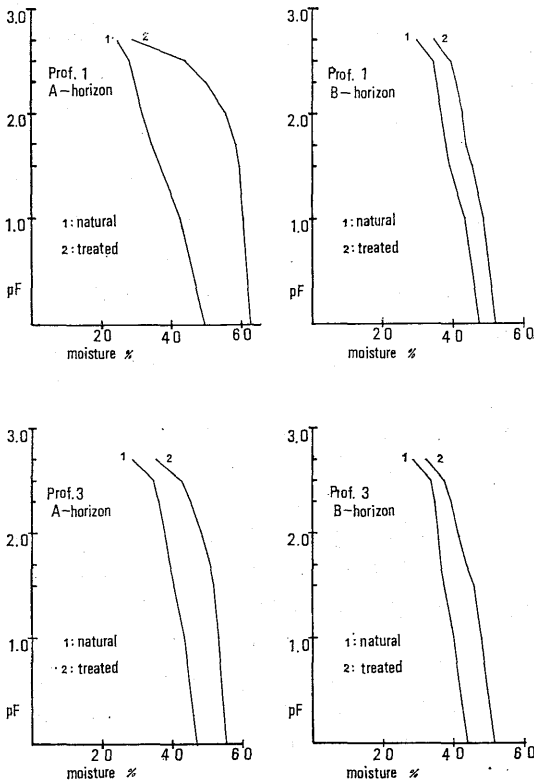 3.0
1
2
Prof. 1
A-horizon
2.0
1.0
1: natural
2: treated
pF
20
40
60
moisture %
3.0
1
2
Prof. 1
B-horizon
2.0
1.0
1: natural
2: treated
pF
20
40
60
moisture %
3.0
1
2
Prof. 3
A-horizon
2.0
1.0
1: natural
2: treated
pF
20
40
60
moisture %
3.0
1
2
Prof. 3
B-horizon
2.0
1.0
1: natural
2: treated
pF
20
40
60
moisture %